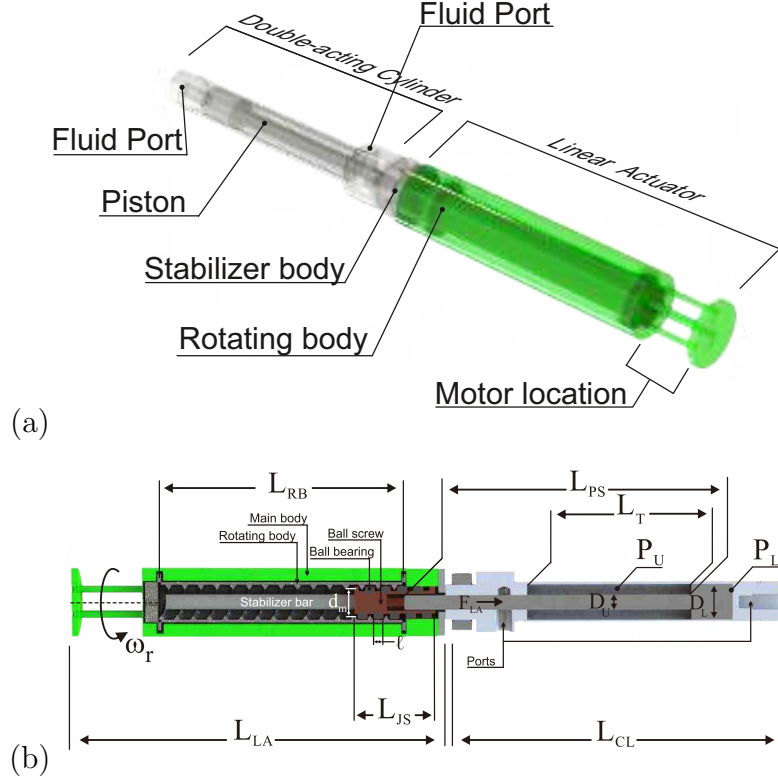 Fluid Port
Double-acting Cylinder
Fluid Port
Linear Actuator
Piston
Stabilizer body
Rotating body
Motor location
(a)
L_RB
L_PS
L_T
Main body
Rotating body
Ball screw
Ball bearing
P_U
P_L
Stabilizer bar
d_m
F_LA
D_U
D_L
ω_r
ℓ
Ports
L_JS
L_LA
L_CL
(b)